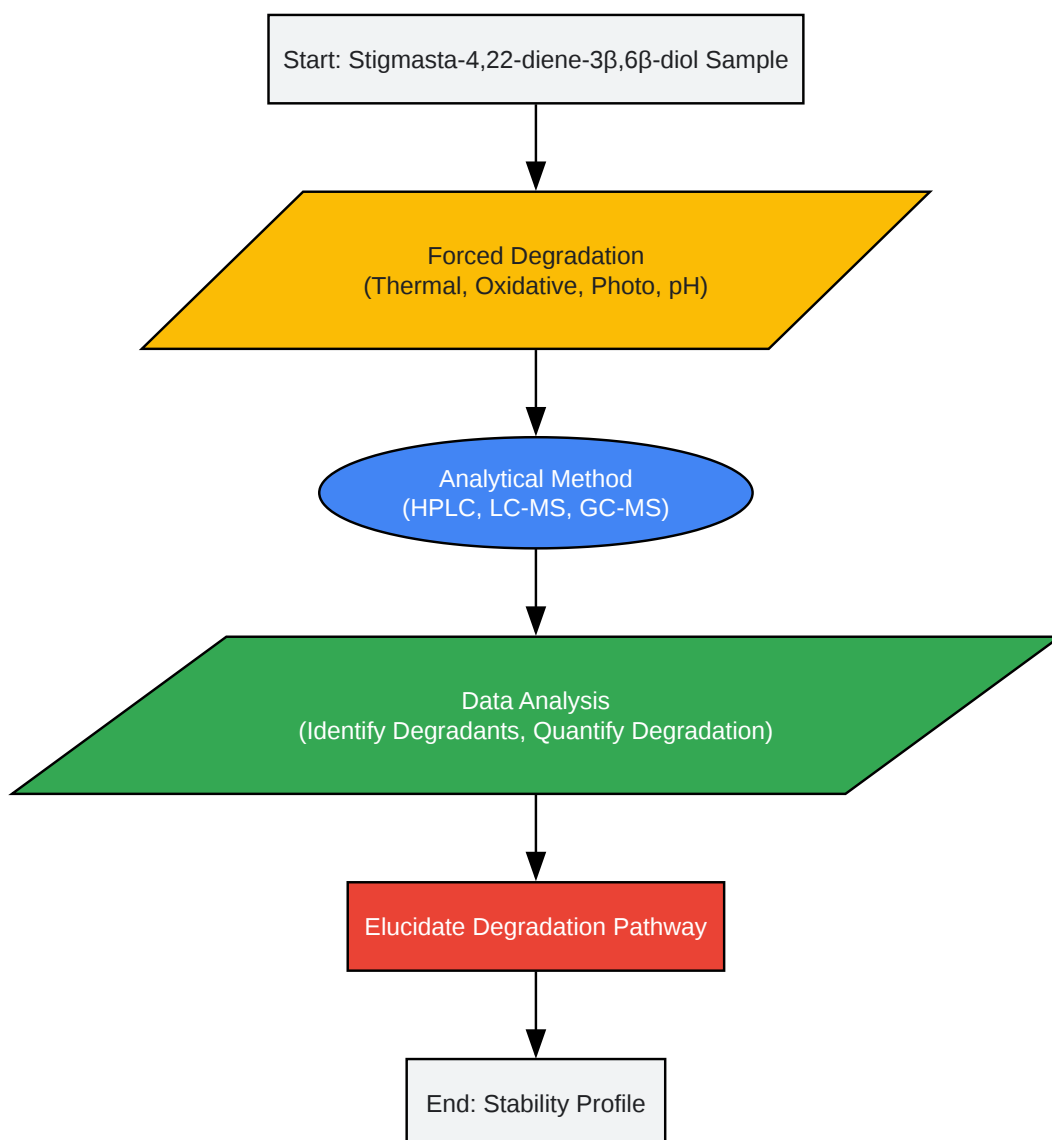 Start: Stigmasta-4,22-diene-3β,6β-diol Sample
Forced Degradation
(Thermal, Oxidative, Photo, pH)
Analytical Method
(HPLC, LC-MS, GC-MS)
Data Analysis
(Identify Degradants, Quantify Degradation)
Elucidate Degradation Pathway
End: Stability Profile